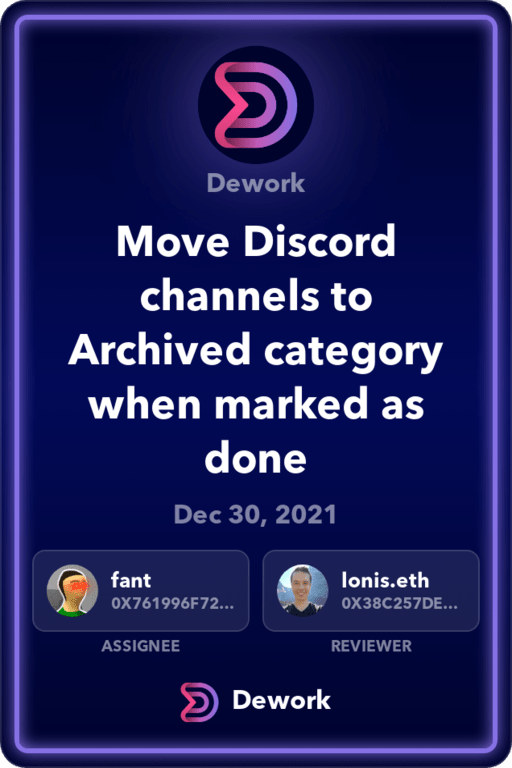 Dework
Move Discord
channels to
Archived category
when marked as
done
Dec 30, 2021
fant
0X761996F72...
ASSIGNEE
lonis.eth
0X38C257DE...
REVIEWER
Dework